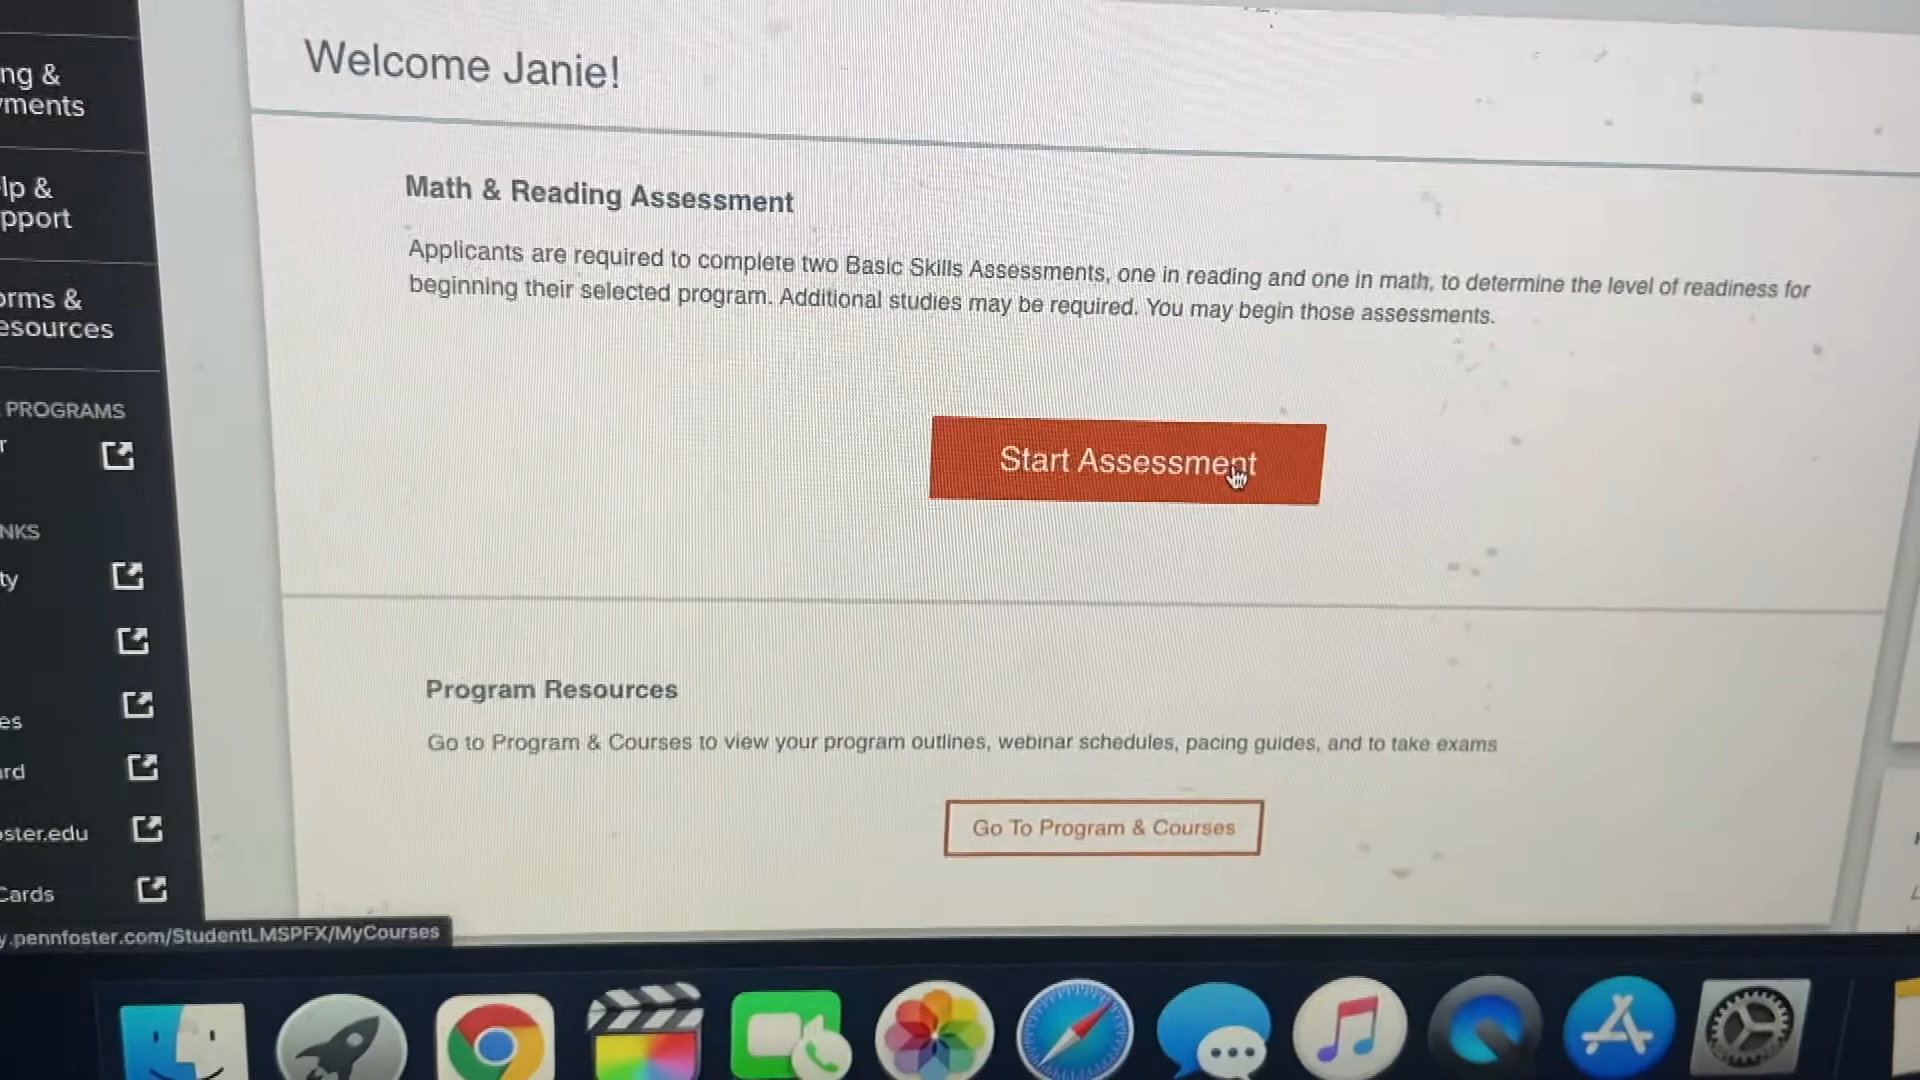 Welcome Janie!
Math & Reading Assessment
Applicants are required to complete two Basic Skills Assessments, one in reading and one in math, to determine the level of readiness for
beginning their selected program. Additional studies may be required. You may begin those assessments.
Start Assessment
Program Resources
Go to Program & Courses to view your program outlines, webinar schedules, pacing guides, and to take exams
Go To Program & Courses
ng &
yments
lp &
pport
orms &
esources
PROGRAMS
r
NKS
ty
es
ard
oster.edu
Cards
y.pennfoster.com/StudentLMSPFX/MyCourses